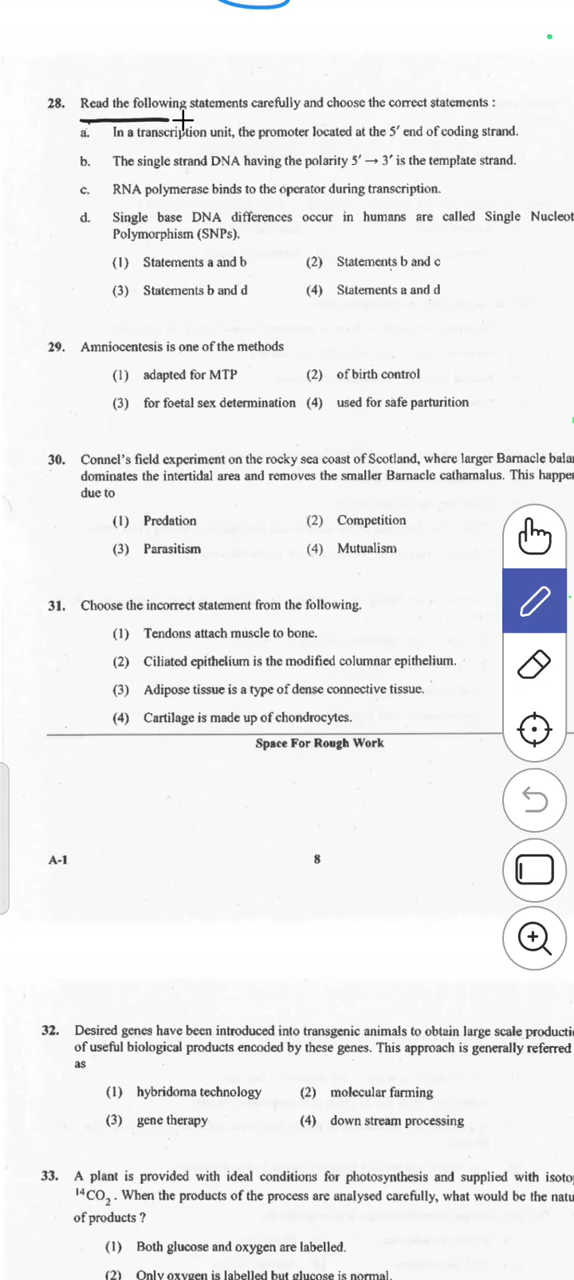 28. Read the following statements carefully and choose the correct statements :
a. In a transcription unit, the promoter located at the 5′ end of coding strand.
b. The single strand DNA having the polarity 5′ → 3′ is the template strand.
c. RNA polymerase binds to the operator during transcription.
d. Single base DNA differences occur in humans are called Single Nucleot
Polymorphism (SNPs).
(1) Statements a and b (2) Statements b and c
(3) Statements b and d (4) Statements a and d
29. Amniocentesis is one of the methods
(1) adapted for MTP (2) of birth control
(3) for foetal sex determination (4) used for safe parturition
30. Connel's field experiment on the rocky sea coast of Scotland, where larger Barnacle bala
dominates the intertidal area and removes the smaller Barnacle cathamalus. This happe
due to
(1) Predation (2) Competition
(3) Parasitism (4) Mutualism
31. Choose the incorrect statement from the following.
(1) Tendons attach muscle to bone.
(2) Ciliated epithelium is the modified columnar epithelium.
(3) Adipose tissue is a type of dense connective tissue.
(4) Cartilage is made up of chondrocytes.
Space For Rough Work
A-1 8
32. Desired genes have been introduced into transgenic animals to obtain large scale producti
of useful biological products encoded by these genes. This approach is generally referred
as
(1) hybridoma technology (2) molecular farming
(3) gene therapy (4) down stream processing
33. A plant is provided with ideal conditions for photosynthesis and supplied with isoto
¹⁴CO₂. When the products of the process are analysed carefully, what would be the natu
of products ?
(1) Both glucose and oxygen are labelled.
(2) Only oxygen is labelled but glucose is normal.